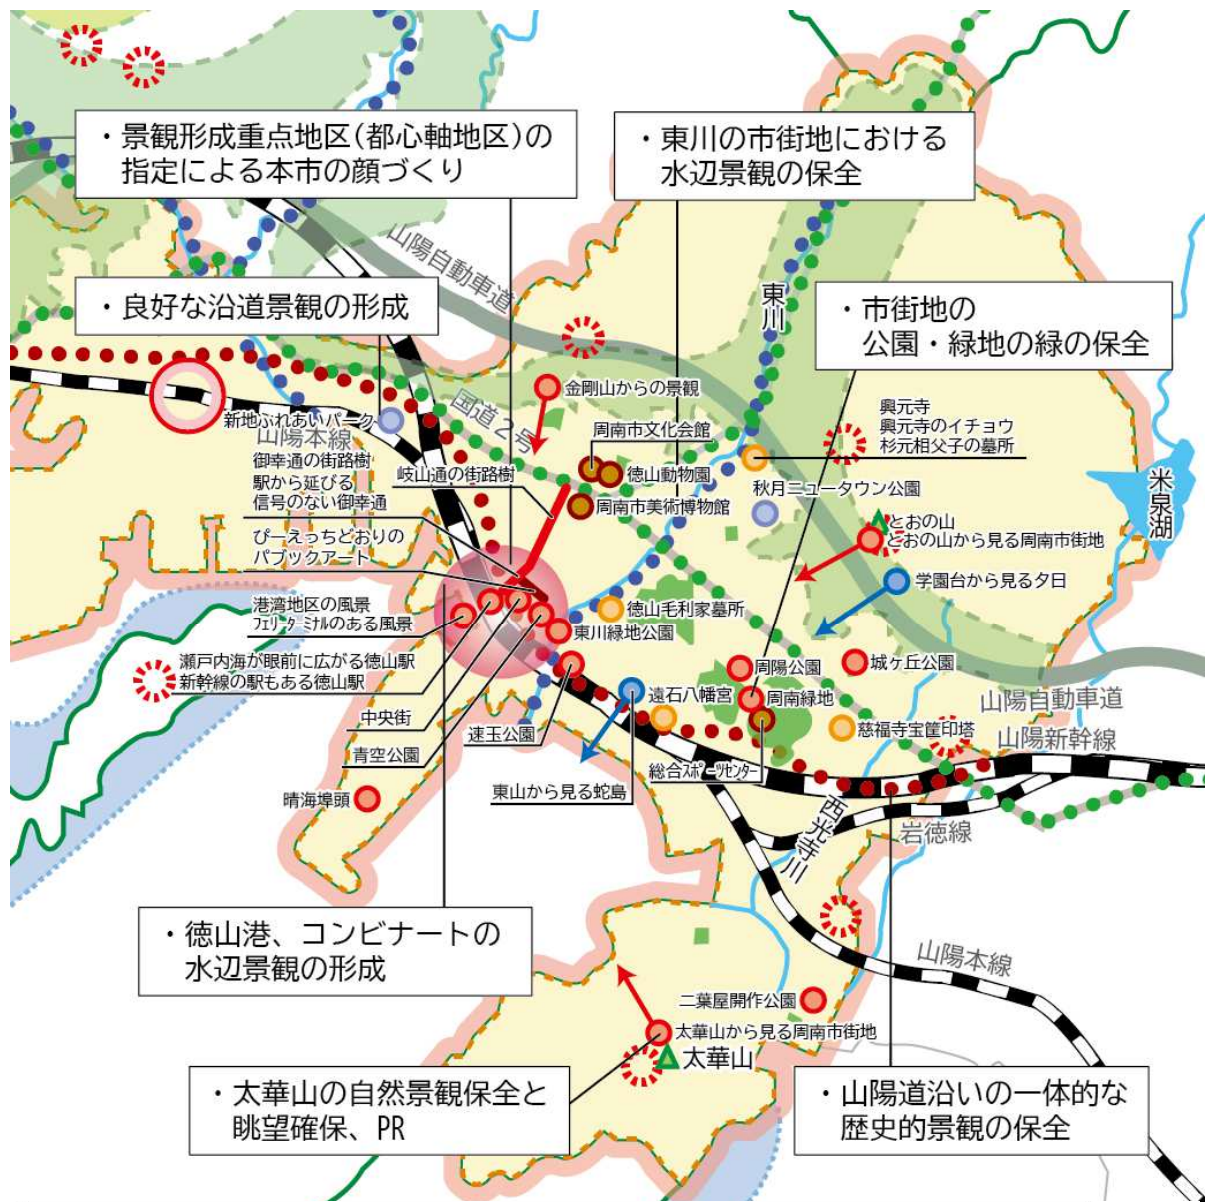 ・景観形成重点地区(都心軸地区)の
指定による本市の顔づくり
・東川の市街地における
水辺景観の保全
山陽自動車道
東川
・良好な沿道景観の形成
・市街地の
公園・緑地の緑の保全
金剛山からの景観
国道2号
新地ふれあいパーク
山陽本線
周南市文化会館
興元寺
興元寺のイチョウ
杉元相父子の墓所
御幸通の街路樹
駅から延びる
信号のない御幸通
岐山通の街路樹
徳山動物園
周南市美術博物館
秋月ニュータウン公園
米泉湖
とおの山
とおの山から見る周南市街地
ぴーえっちどおりの
パブックアート
学園台から見る夕日
港湾地区の風景
フェリーターミナルのある風景
徳山毛利家墓所
東川緑地公園
瀬戸内海が眼前に広がる徳山駅
新幹線の駅もある徳山駅
周陽公園
城ヶ丘公園
中央街
遠石八幡宮
周南緑地
山陽自動車道
青空公園
速玉公園
慈福寺宝筐印塔
山陽新幹線
総合スポーツセンター
晴海埠頭
東山から見る蛇島
西光寺川
岩徳線
・徳山港、コンビナートの
水辺景観の形成
山陽本線
二葉屋開作公園
太華山から見る周南市街地
太華山
・太華山の自然景観保全と
眺望確保、PR
・山陽道沿いの一体的な
歴史的景観の保全